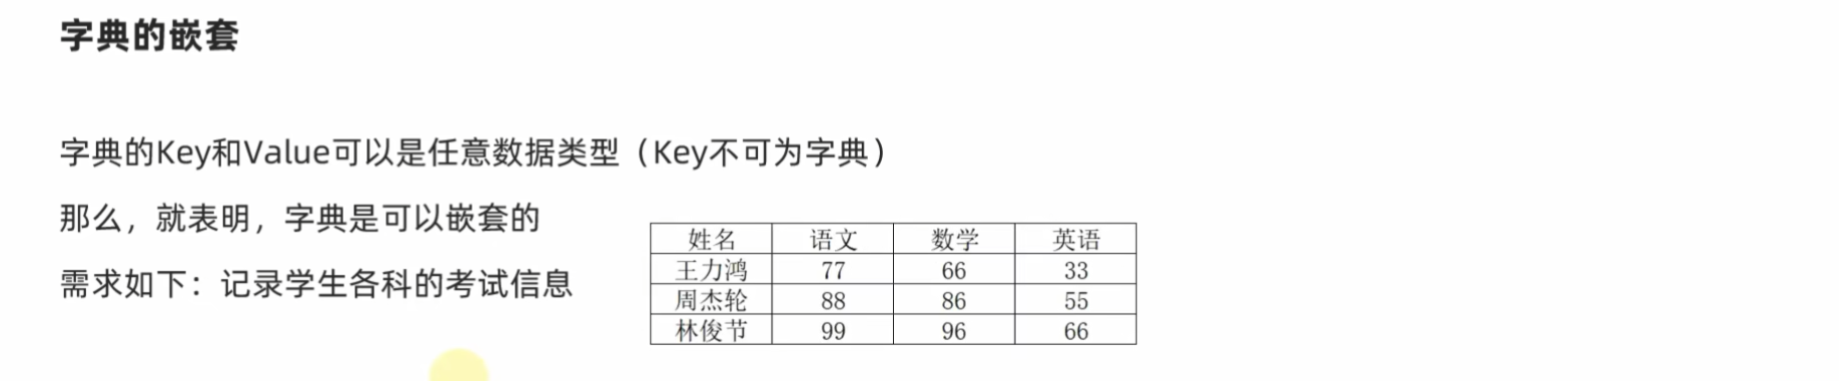 字典的嵌套
字典的Key和Value可以是任意数据类型（Key不可为字典）
那么，就表明，字典是可以嵌套的
需求如下：记录学生各科的考试信息
姓名 语文 数学 英语
王力鸿 77 66 33
周杰轮 88 86 55
林俊节 99 96 66